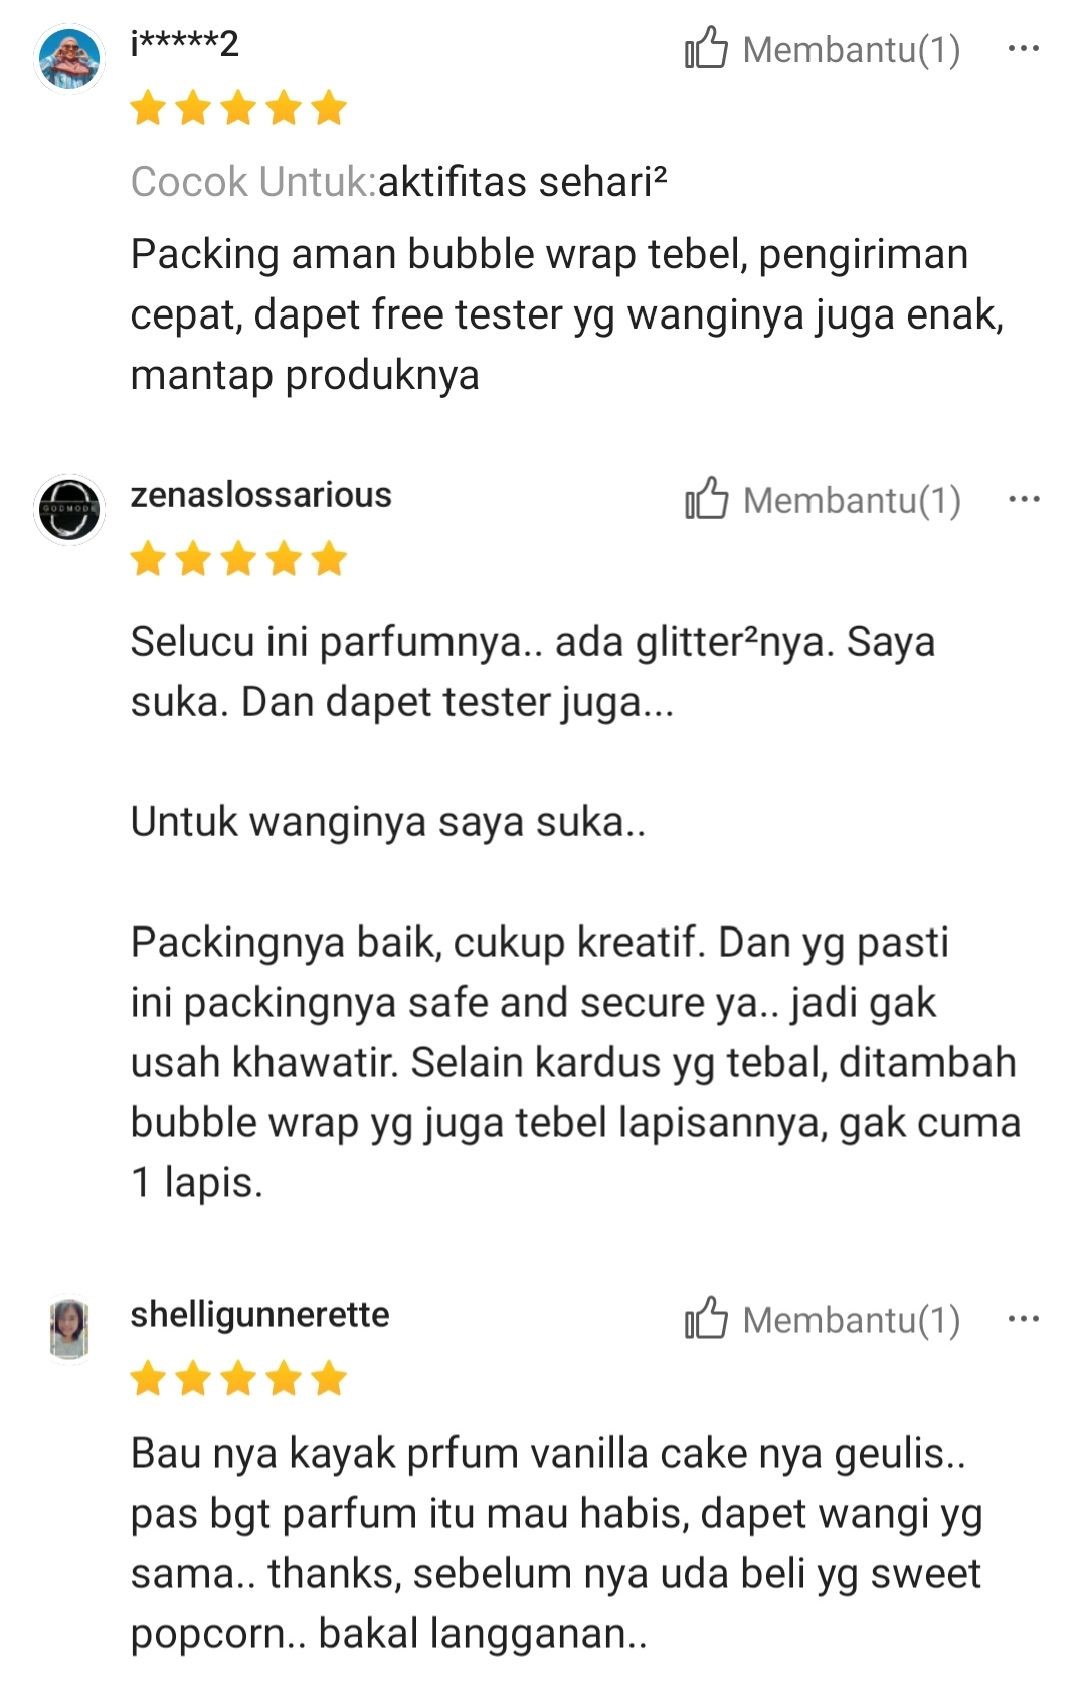 i*****2
Membantu(1)
Cocok Untuk:aktifitas sehari²
Packing aman bubble wrap tebel, pengiriman
cepat, dapet free tester yg wanginya juga enak,
mantap produknya
GODMODE
zenaslossarious
Membantu(1)
Selucu ini parfumnya.. ada glitter²nya. Saya
suka. Dan dapet tester juga...
Untuk wanginya saya suka..
Packingnya baik, cukup kreatif. Dan yg pasti
ini packingnya safe and secure ya.. jadi gak
usah khawatir. Selain kardus yg tebal, ditambah
bubble wrap yg juga tebel lapisannya, gak cuma
1 lapis.
shelligunnerette
Membantu(1)
Bau nya kayak prfum vanilla cake nya geulis..
pas bgt parfum itu mau habis, dapet wangi yg
sama.. thanks, sebelum nya uda beli yg sweet
popcorn.. bakal langganan..